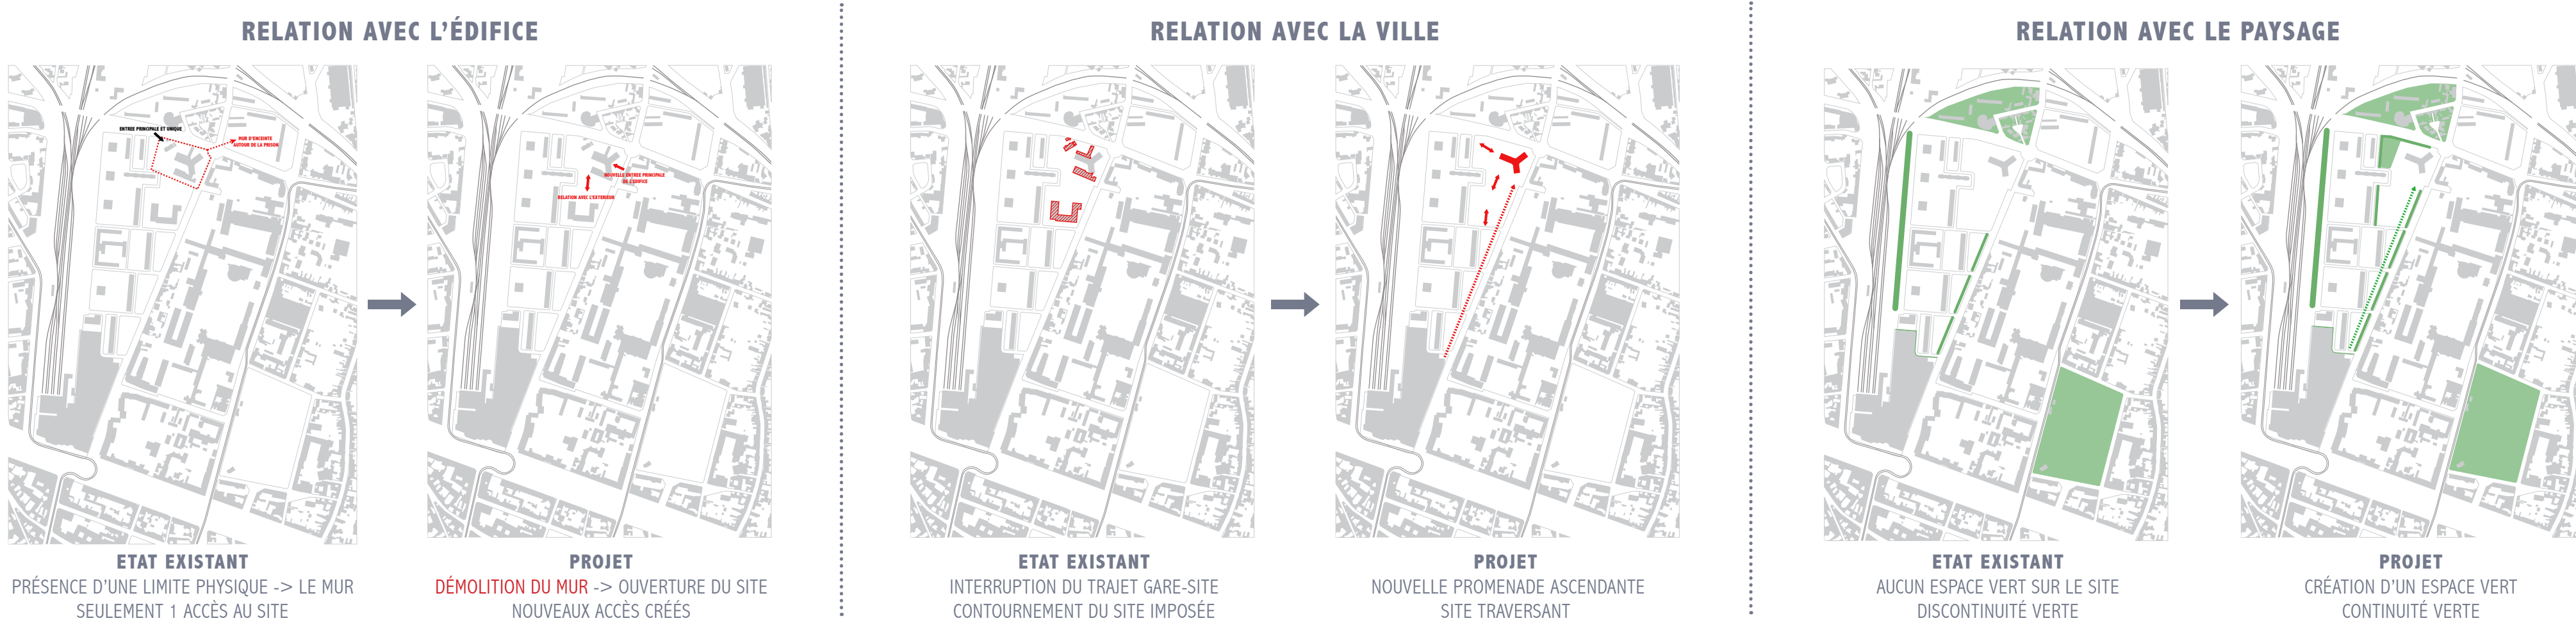 RELATION AVEC L'ÉDIFICE
ENTREE PRINCIPALE ET UNIQUE
MUR D'ENCEINTE
AUTOUR DE LA PRISON
NOUVELLE ENTREE PRINCIPALE
DE L'EDIFICE
RELATION AVEC L'EXTERIEUR
ETAT EXISTANT
PRÉSENCE D'UNE LIMITE PHYSIQUE -> LE MUR
SEULEMENT 1 ACCÈS AU SITE
PROJET
DÉMOLITION DU MUR -> OUVERTURE DU SITE
NOUVEAUX ACCÈS CRÉÉS
RELATION AVEC LA VILLE
ETAT EXISTANT
INTERRUPTION DU TRAJET GARE-SITE
CONTOURNEMENT DU SITE IMPOSÉE
PROJET
NOUVELLE PROMENADE ASCENDANTE
SITE TRAVERSANT
RELATION AVEC LE PAYSAGE
ETAT EXISTANT
AUCUN ESPACE VERT SUR LE SITE
DISCONTINUITÉ VERTE
PROJET
CRÉATION D'UN ESPACE VERT
CONTINUITÉ VERTE